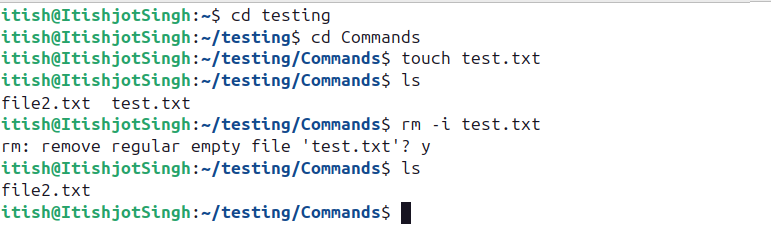 itish@ItishjotSingh:~$ cd testing
itish@ItishjotSingh:~/testing$ cd Commands
itish@ItishjotSingh:~/testing/Commands$ touch test.txt
itish@ItishjotSingh:~/testing/Commands$ ls
file2.txt  test.txt
itish@ItishjotSingh:~/testing/Commands$ rm -i test.txt
rm: remove regular empty file 'test.txt'? y
itish@ItishjotSingh:~/testing/Commands$ ls
file2.txt
itish@ItishjotSingh:~/testing/Commands$